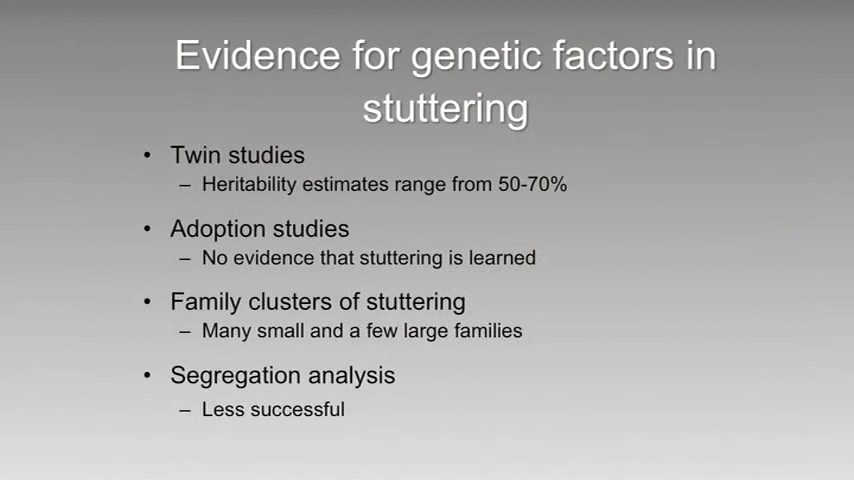 Evidence for genetic factors in
stuttering
• Twin studies
– Heritability estimates range from 50-70%
• Adoption studies
– No evidence that stuttering is learned
• Family clusters of stuttering
– Many small and a few large families
• Segregation analysis
– Less successful